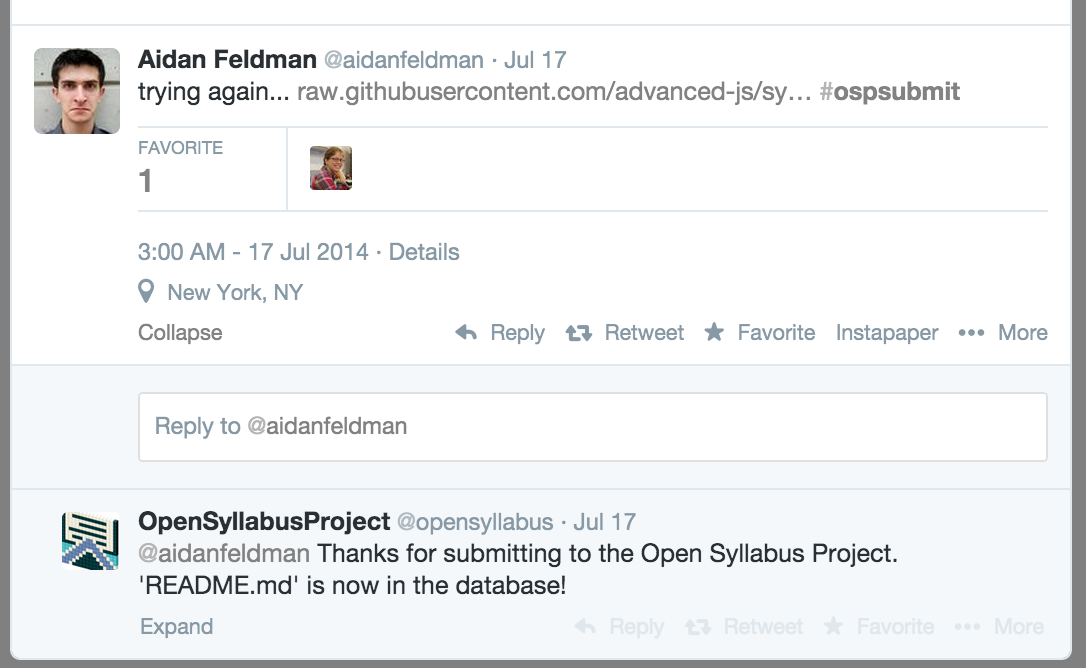 Aidan Feldman @aidanfeldman · Jul 17
trying again... raw.githubusercontent.com/advanced-js/sy… #ospsubmit
FAVORITE
1
3:00 AM - 17 Jul 2014 · Details
New York, NY
Collapse Reply Retweet Favorite Instapaper More
Reply to @aidanfeldman
OpenSyllabusProject @opensyllabus · Jul 17
@aidanfeldman Thanks for submitting to the Open Syllabus Project.
'README.md' is now in the database!
Expand Reply Retweet Favorite More